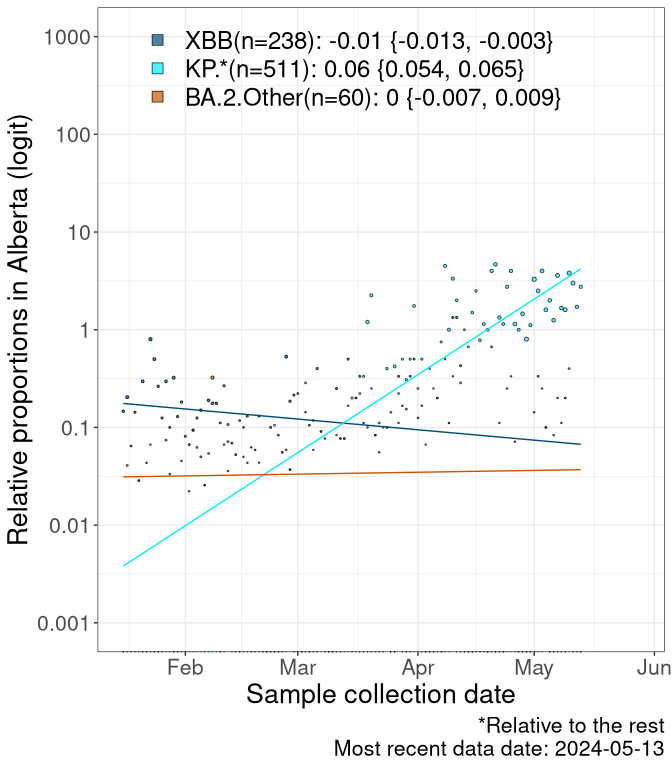 XBB(n=238): -0.01 {-0.013, -0.003}
KP.*(n=511): 0.06 {0.054, 0.065}
BA.2.Other(n=60): 0 {-0.007, 0.009}
Relative proportions in Alberta (logit)
1000
100
10
1
0.1
0.01
0.001
Feb Mar Apr May Jun
Sample collection date
*Relative to the rest
Most recent data date: 2024-05-13